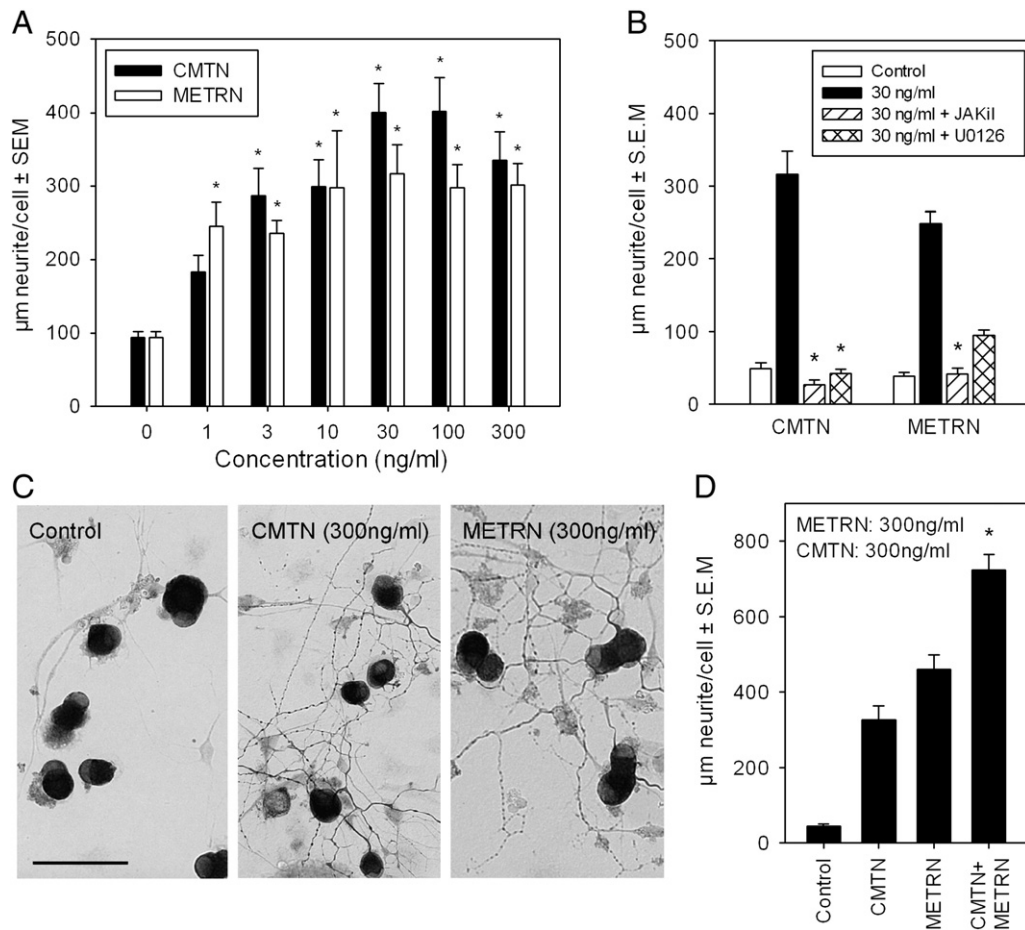 A
500
400
300
200
100
0
µm neurite/cell ± SEM
CMTN
METRN
* * * * * * * * * * *
0 1 3 10 30 100 300
Concentration (ng/ml)
B
500
400
300
200
100
0
µm neurite/cell ± S.E.M
Control
30 ng/ml
30 ng/ml + JAKiI
30 ng/ml + U0126
* * *
CMTN METRN
C
Control
CMTN (300ng/ml)
METRN (300ng/ml)
D
800
600
400
200
0
µm neurite/cell ± S.E.M
METRN: 300ng/ml
CMTN: 300ng/ml
*
Control
CMTN
METRN
CMTN+
METRN